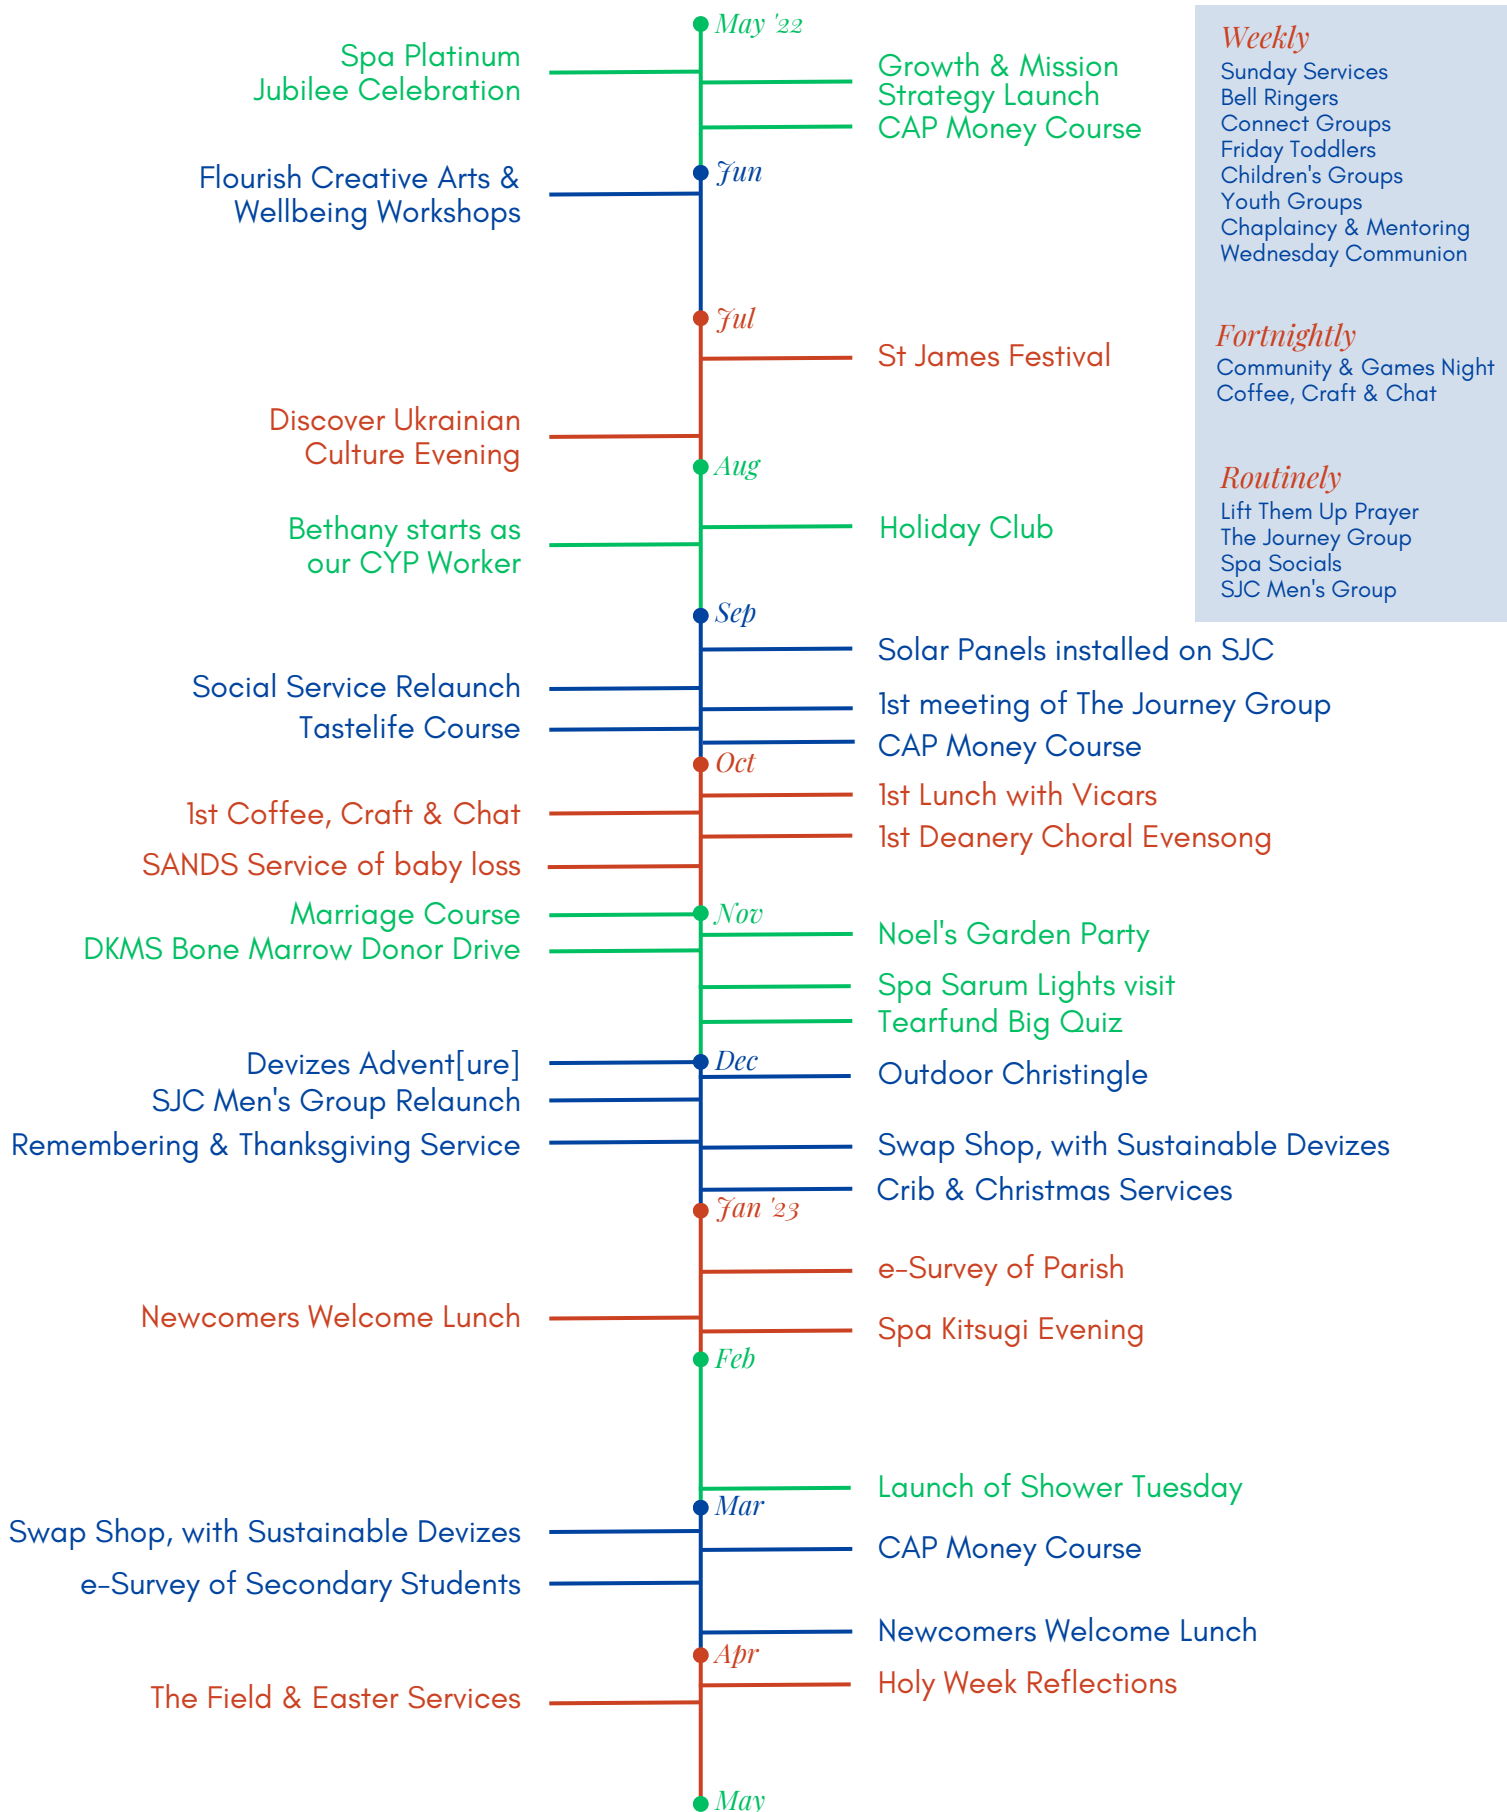 May '22
Spa Platinum
Jubilee Celebration
Growth & Mission
Strategy Launch
CAP Money Course
Jun
Flourish Creative Arts &
Wellbeing Workshops
Jul
St James Festival
Discover Ukrainian
Culture Evening
Aug
Holiday Club
Bethany starts as
our CYP Worker
Sep
Solar Panels installed on SJC
Social Service Relaunch
1st meeting of The Journey Group
Tastelife Course
CAP Money Course
Oct
1st Lunch with Vicars
1st Coffee, Craft & Chat
1st Deanery Choral Evensong
SANDS Service of baby loss
Nov
Marriage Course
Noel's Garden Party
DKMS Bone Marrow Donor Drive
Spa Sarum Lights visit
Tearfund Big Quiz
Dec
Devizes Advent[ure]
Outdoor Christingle
SJC Men's Group Relaunch
Remembering & Thanksgiving Service
Swap Shop, with Sustainable Devizes
Crib & Christmas Services
Jan '23
e-Survey of Parish
Newcomers Welcome Lunch
Spa Kitsugi Evening
Feb
Launch of Shower Tuesday
Mar
Swap Shop, with Sustainable Devizes
CAP Money Course
e-Survey of Secondary Students
Newcomers Welcome Lunch
Apr
Holy Week Reflections
The Field & Easter Services
May
Weekly
Sunday Services
Bell Ringers
Connect Groups
Friday Toddlers
Children's Groups
Youth Groups
Chaplaincy & Mentoring
Wednesday Communion
Fortnightly
Community & Games Night
Coffee, Craft & Chat
Routinely
Lift Them Up Prayer
The Journey Group
Spa Socials
SJC Men's Group